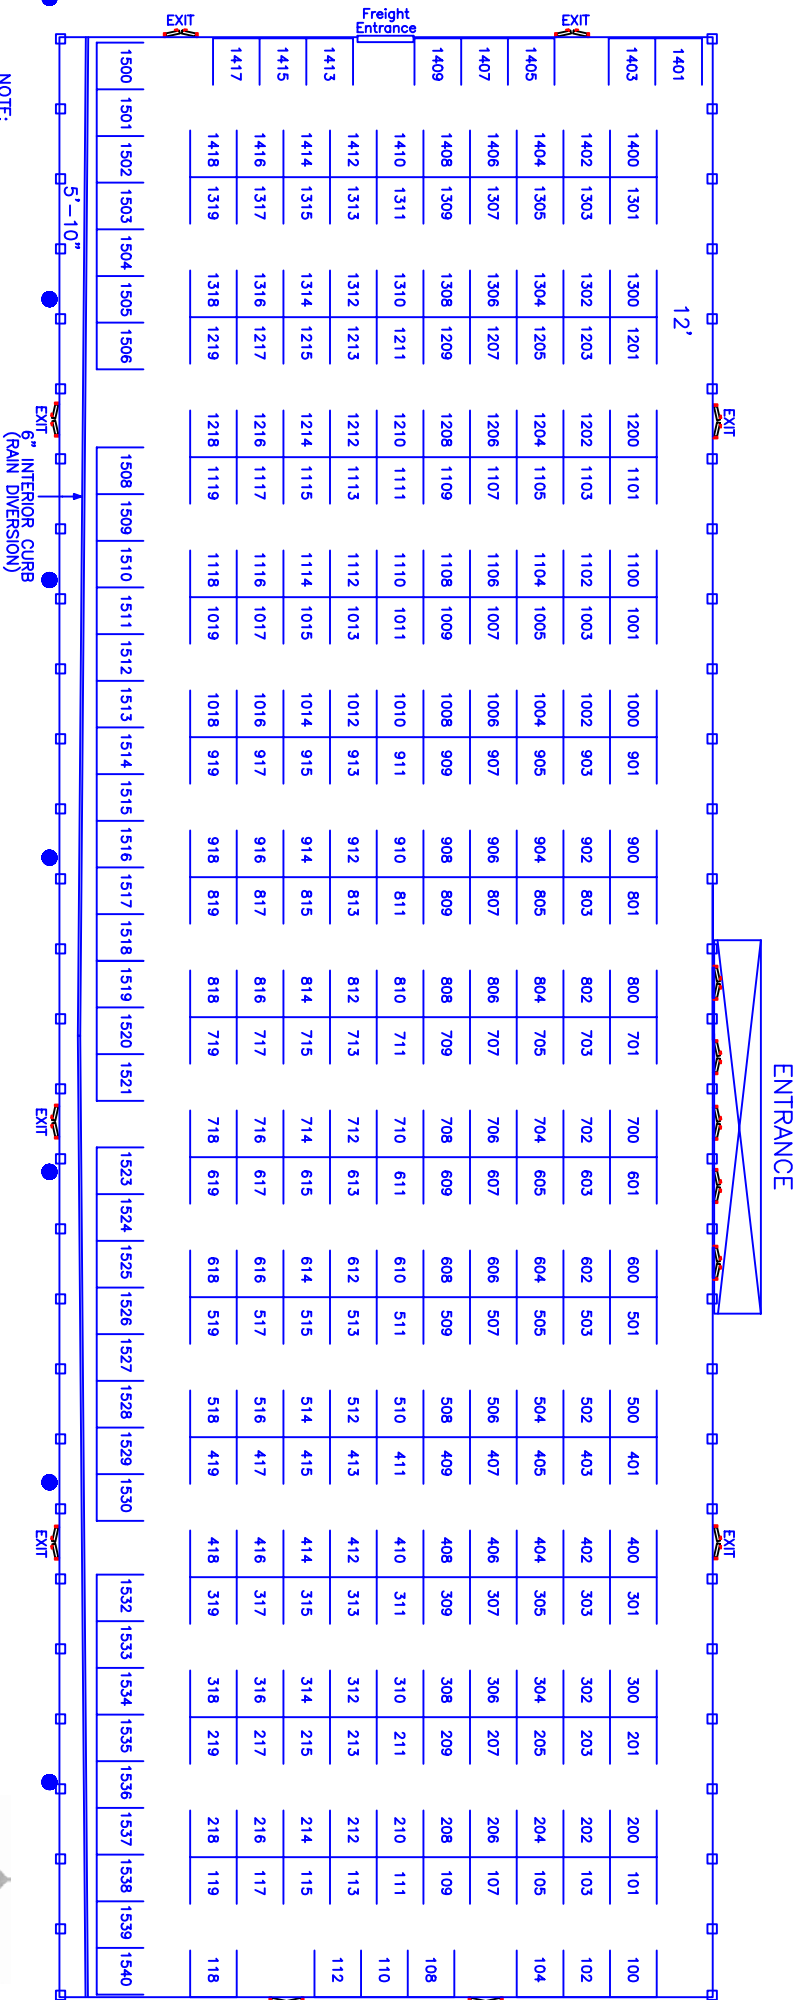 EXIT
Freight
Entrance
EXIT
1417 1415 1413 1409 1407 1405 1403 1401
1500
1501
1502
1503
1504
1505
1506
NOTE:
5'-10"
12'
1418 1416 1414 1412 1410 1408 1406 1404 1402 1400
1319 1317 1315 1313 1311 1309 1307 1305 1303 1301
1318 1316 1314 1312 1310 1308 1306 1304 1302 1300
1219 1217 1215 1213 1211 1209 1207 1205 1203 1201
EXIT
EXIT
6" INTERIOR CURB
(RAIN DIVERSION)
1218 1216 1214 1212 1210 1208 1206 1204 1202 1200
1119 1117 1115 1113 1111 1109 1107 1105 1103 1101
1508
1509
1510
1511
1512
1513
1514
1515
1516
1517
1518
1519
1520
1521
1118 1116 1114 1112 1110 1108 1106 1104 1102 1100
1019 1017 1015 1013 1011 1009 1007 1005 1003 1001
1018 1016 1014 1012 1010 1008 1006 1004 1002 1000
919 917 915 913 911 909 907 905 903 901
918 916 914 912 910 908 906 904 902 900
819 817 815 813 811 809 807 805 803 801
818 816 814 812 810 808 806 804 802 800
719 717 715 713 711 709 707 705 703 701
ENTRANCE
EXIT
718 716 714 712 710 708 706 704 702 700
619 617 615 613 611 609 607 605 603 601
1523
1524
1525
1526
1527
1528
1529
1530
618 616 614 612 610 608 606 604 602 600
519 517 515 513 511 509 507 505 503 501
518 516 514 512 510 508 506 504 502 500
419 417 415 413 411 409 407 405 403 401
EXIT
EXIT
418 416 414 412 410 408 406 404 402 400
319 317 315 313 311 309 307 305 303 301
1532
1533
1534
1535
1536
1537
1538
1539
1540
318 316 314 312 310 308 306 304 302 300
219 217 215 213 211 209 207 205 203 201
218 216 214 212 210 208 206 204 202 200
119 117 115 113 111 109 107 105 103 101
118 112 110 108 104 102 100